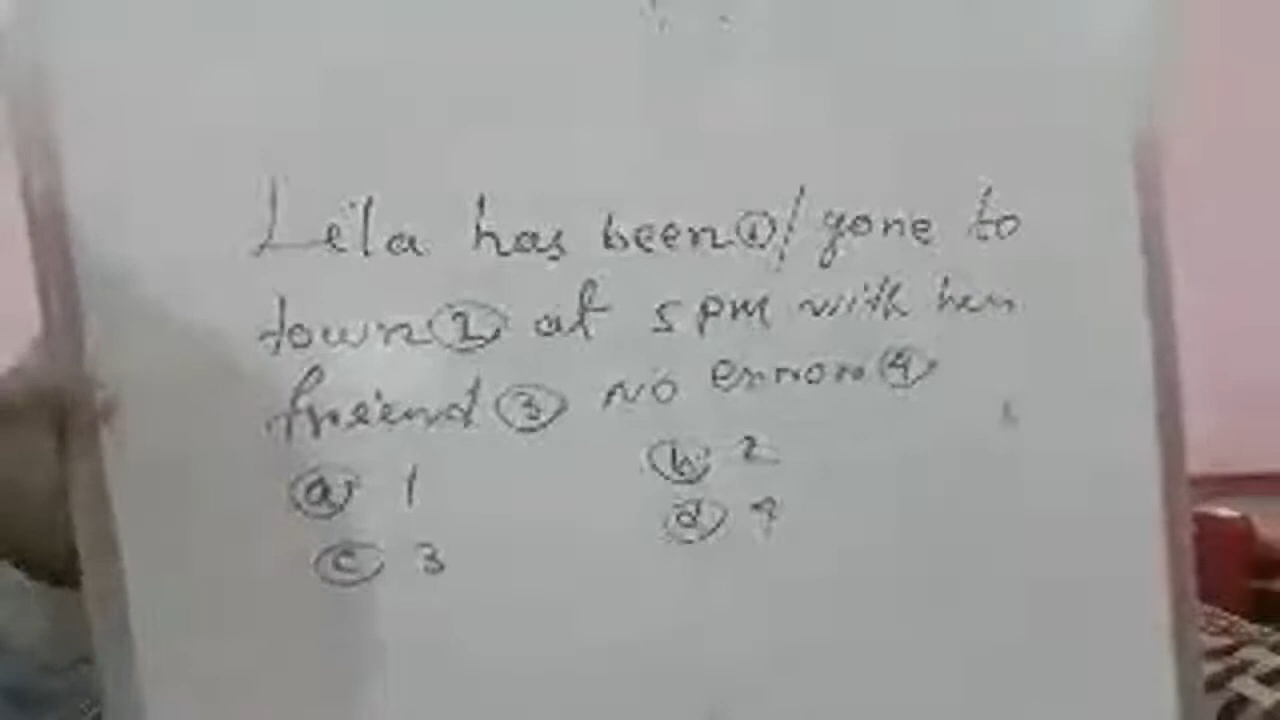 Lila has been ① / gone to
town ② at 5 pm with her
friend ③ No error ④
ⓐ 1 ⓑ 2
ⓒ 3 ⓓ 4